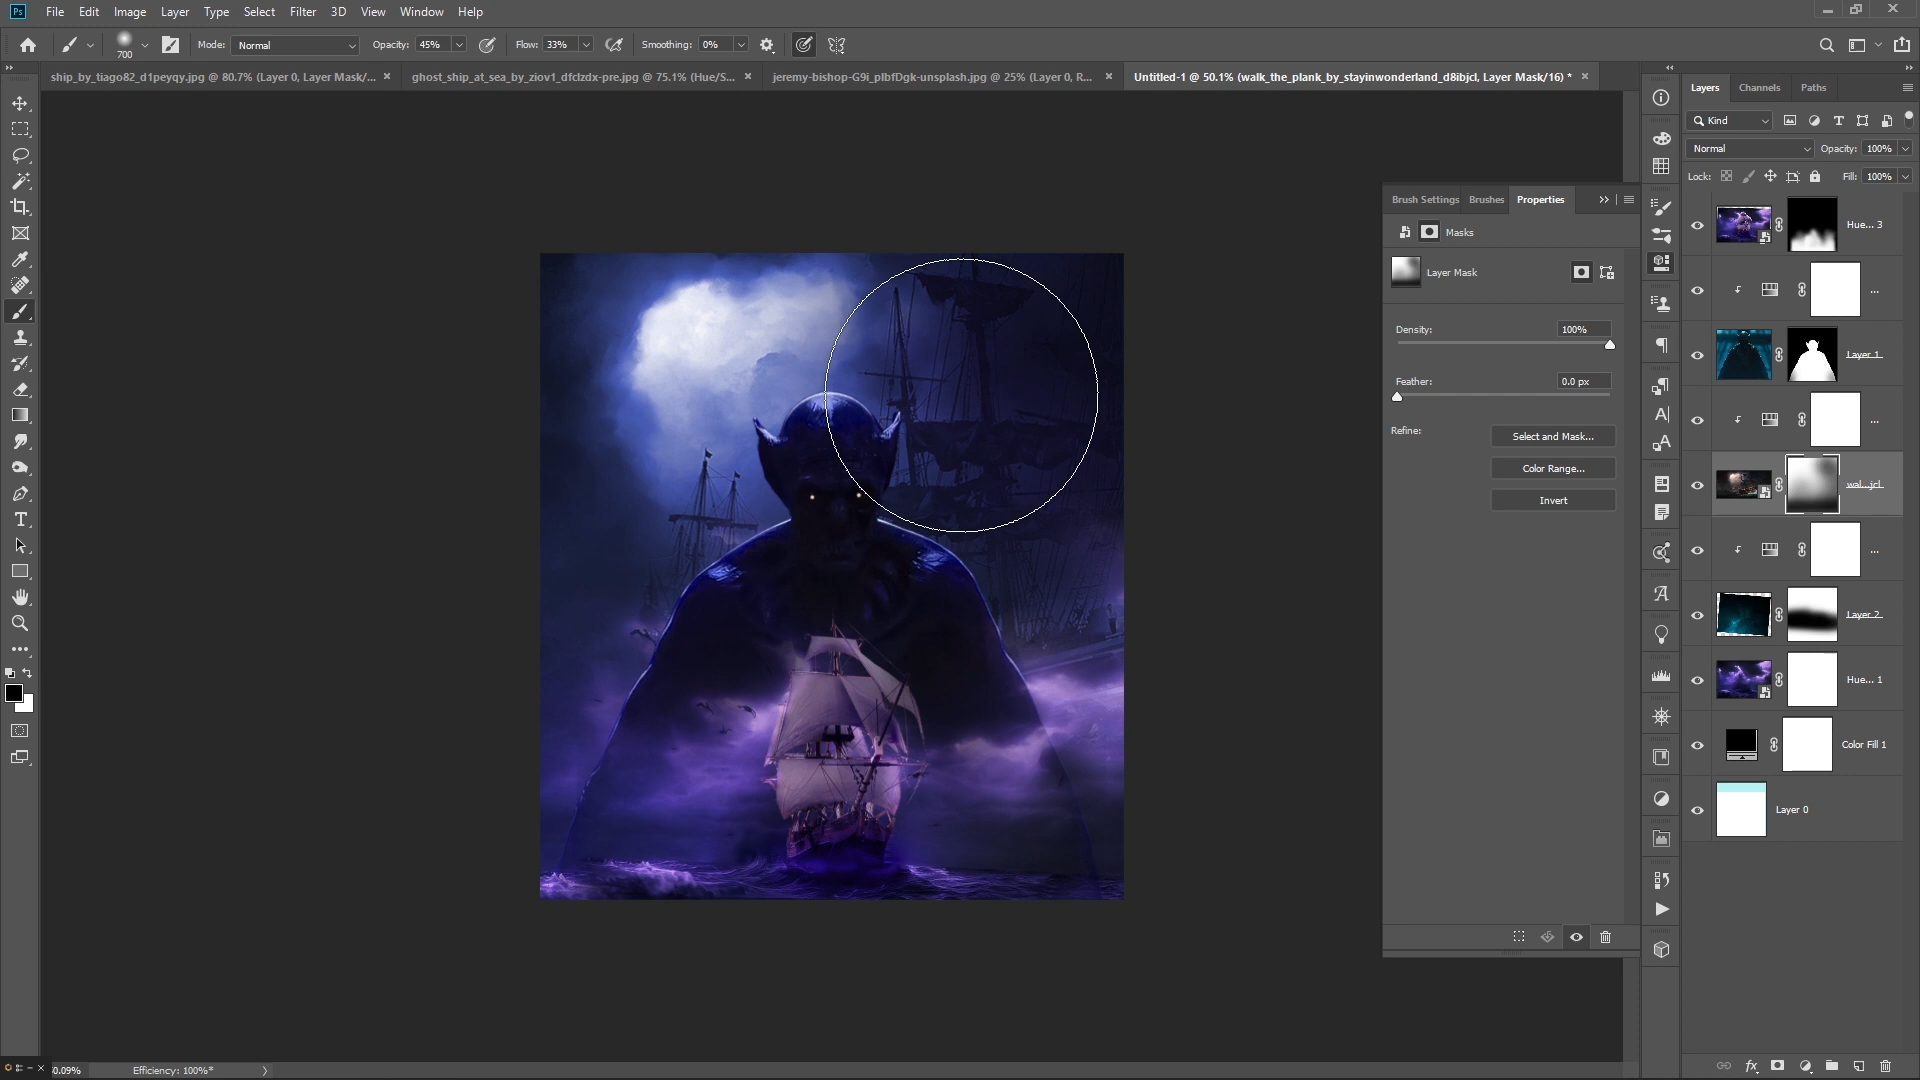 Ps File Edit Image Layer Type Select Filter 3D View Window Help
700 Mode: Normal Opacity: 45% Flow: 33% Smoothing: 0%
ship_by_tiago82_d1peyqy.jpg @ 80.7% (Layer 0, Layer Mask/... × ghost_ship_at_sea_by_ziov1_dfclzdx-pre.jpg @ 75.1% (Hue/S... × jeremy-bishop-G9i_plbfDgk-unsplash.jpg @ 25% (Layer 0, R... × Untitled-1 @ 50.1% (walk_the_plank_by_stayinwonderland_d8ibjcl, Layer Mask/16) * ×
Layers Channels Paths
Kind
Normal Opacity: 100%
Lock: Fill: 100%
Brush Settings Brushes Properties
Masks
Layer Mask
Density: 100%
Feather: 0.0 px
Refine: Select and Mask...
Color Range...
Invert
Hue... 3
...
Layer 1
...
wal...jcl
...
Layer 2
Hue... 1
Color Fill 1
Layer 0
0.09% Efficiency: 100%*